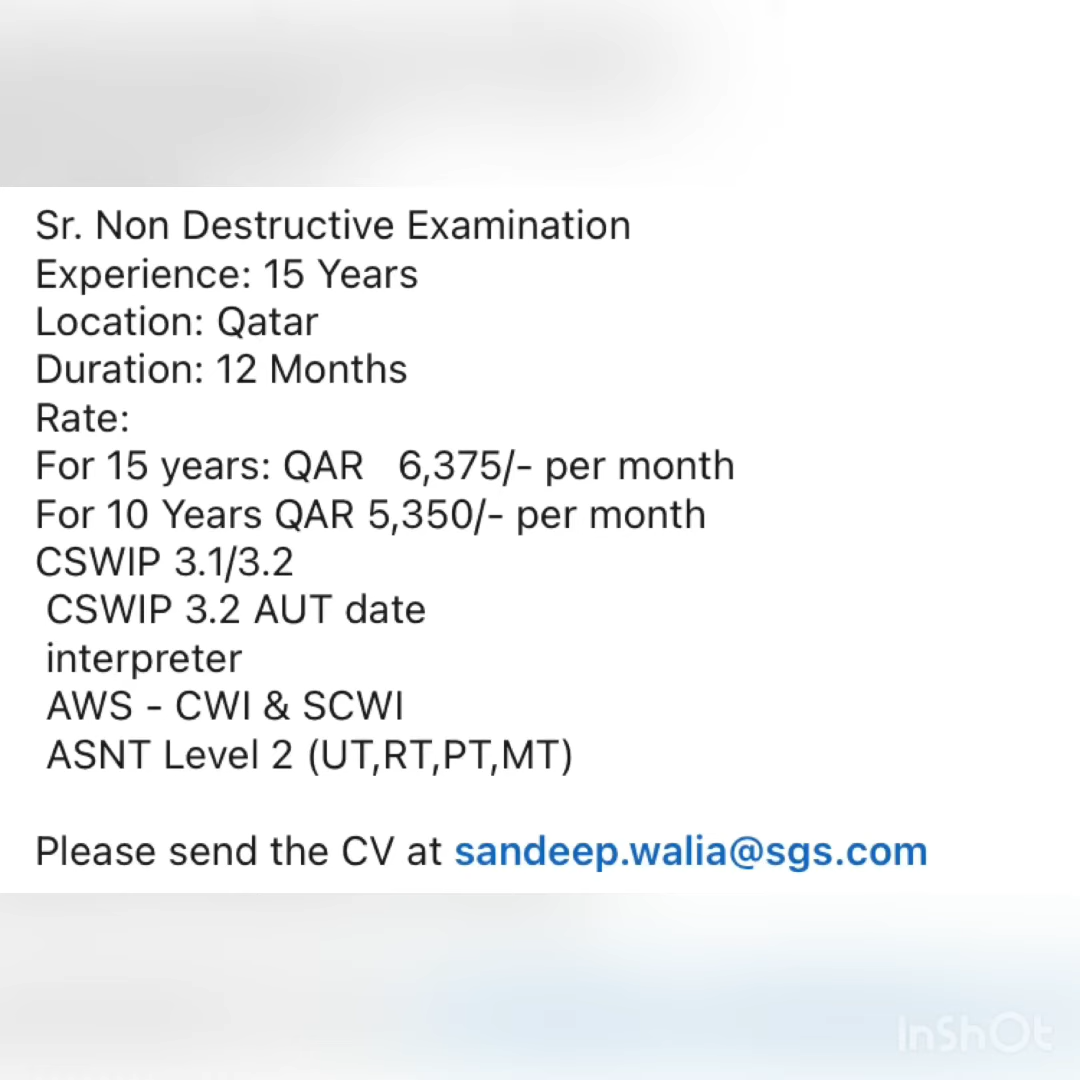 Sr. Non Destructive Examination
Experience: 15 Years
Location: Qatar
Duration: 12 Months
Rate:
For 15 years: QAR   6,375/- per month
For 10 Years QAR 5,350/- per month
CSWIP 3.1/3.2
CSWIP 3.2 AUT date
interpreter
AWS - CWI & SCWI
ASNT Level 2 (UT,RT,PT,MT)
Please send the CV at sandeep.walia@sgs.com
InShOt